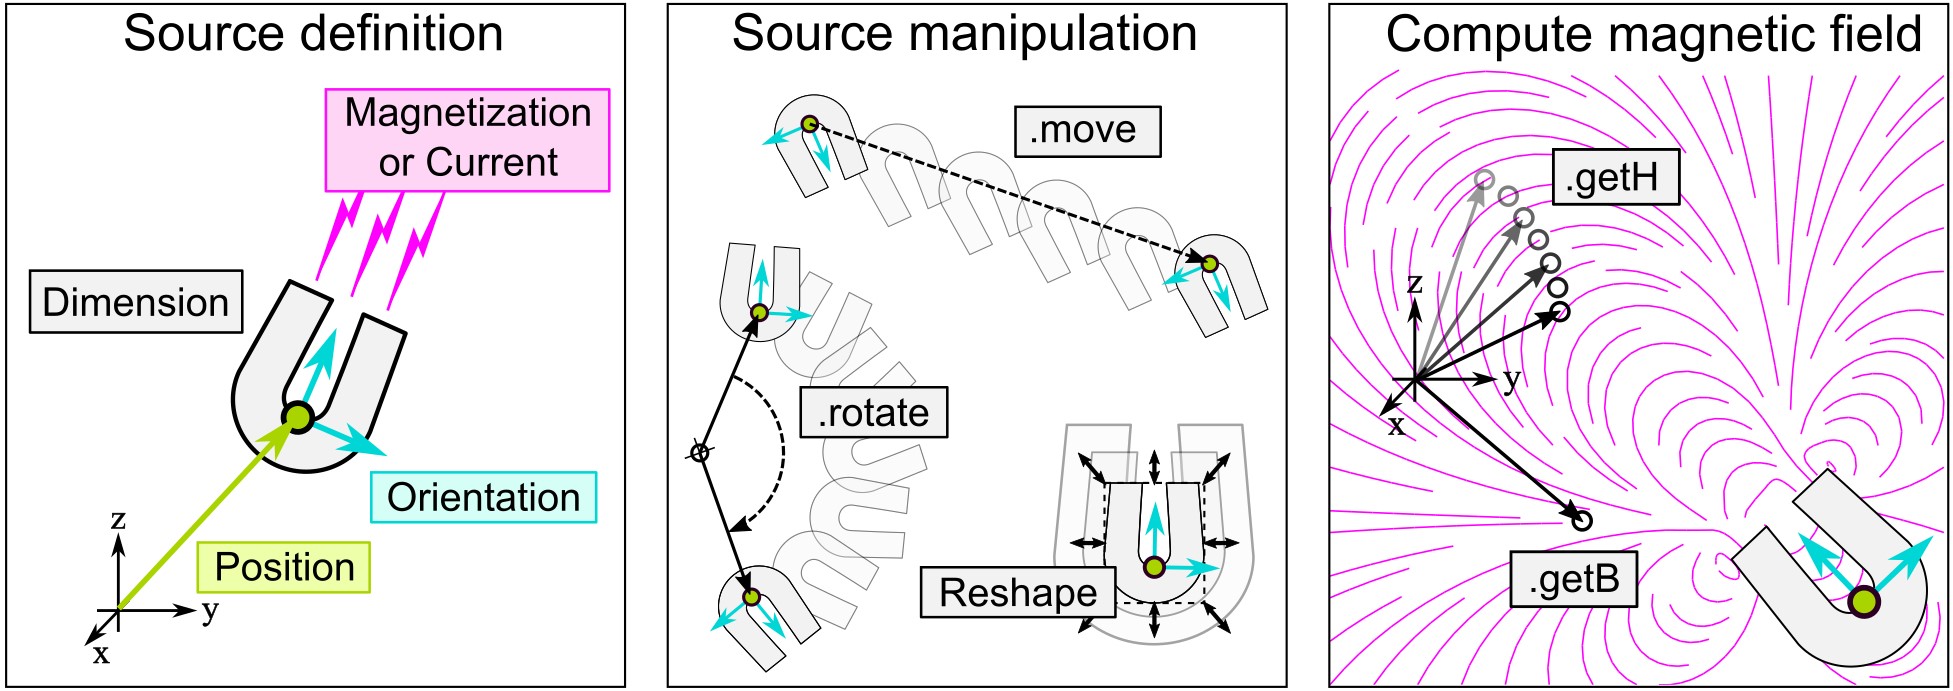 Source definition
Magnetization
or Current
Dimension
Orientation
Position
z
y
x
Source manipulation
.move
.rotate
Reshape
Compute magnetic field
.getH
z
y
x
.getB